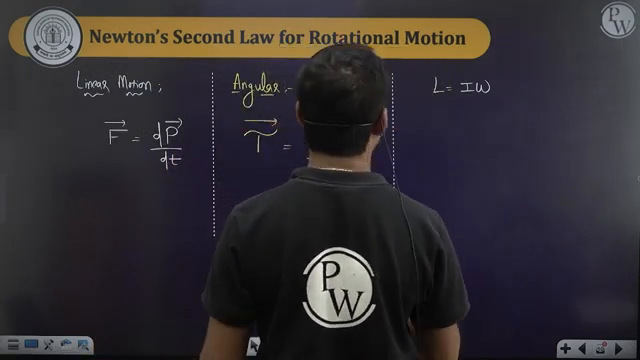 Newton's Second Law for Rotational Motion
Linear Motion ;
F = dP
dt
Angular :-
τ =
L = Iω
PW
PW